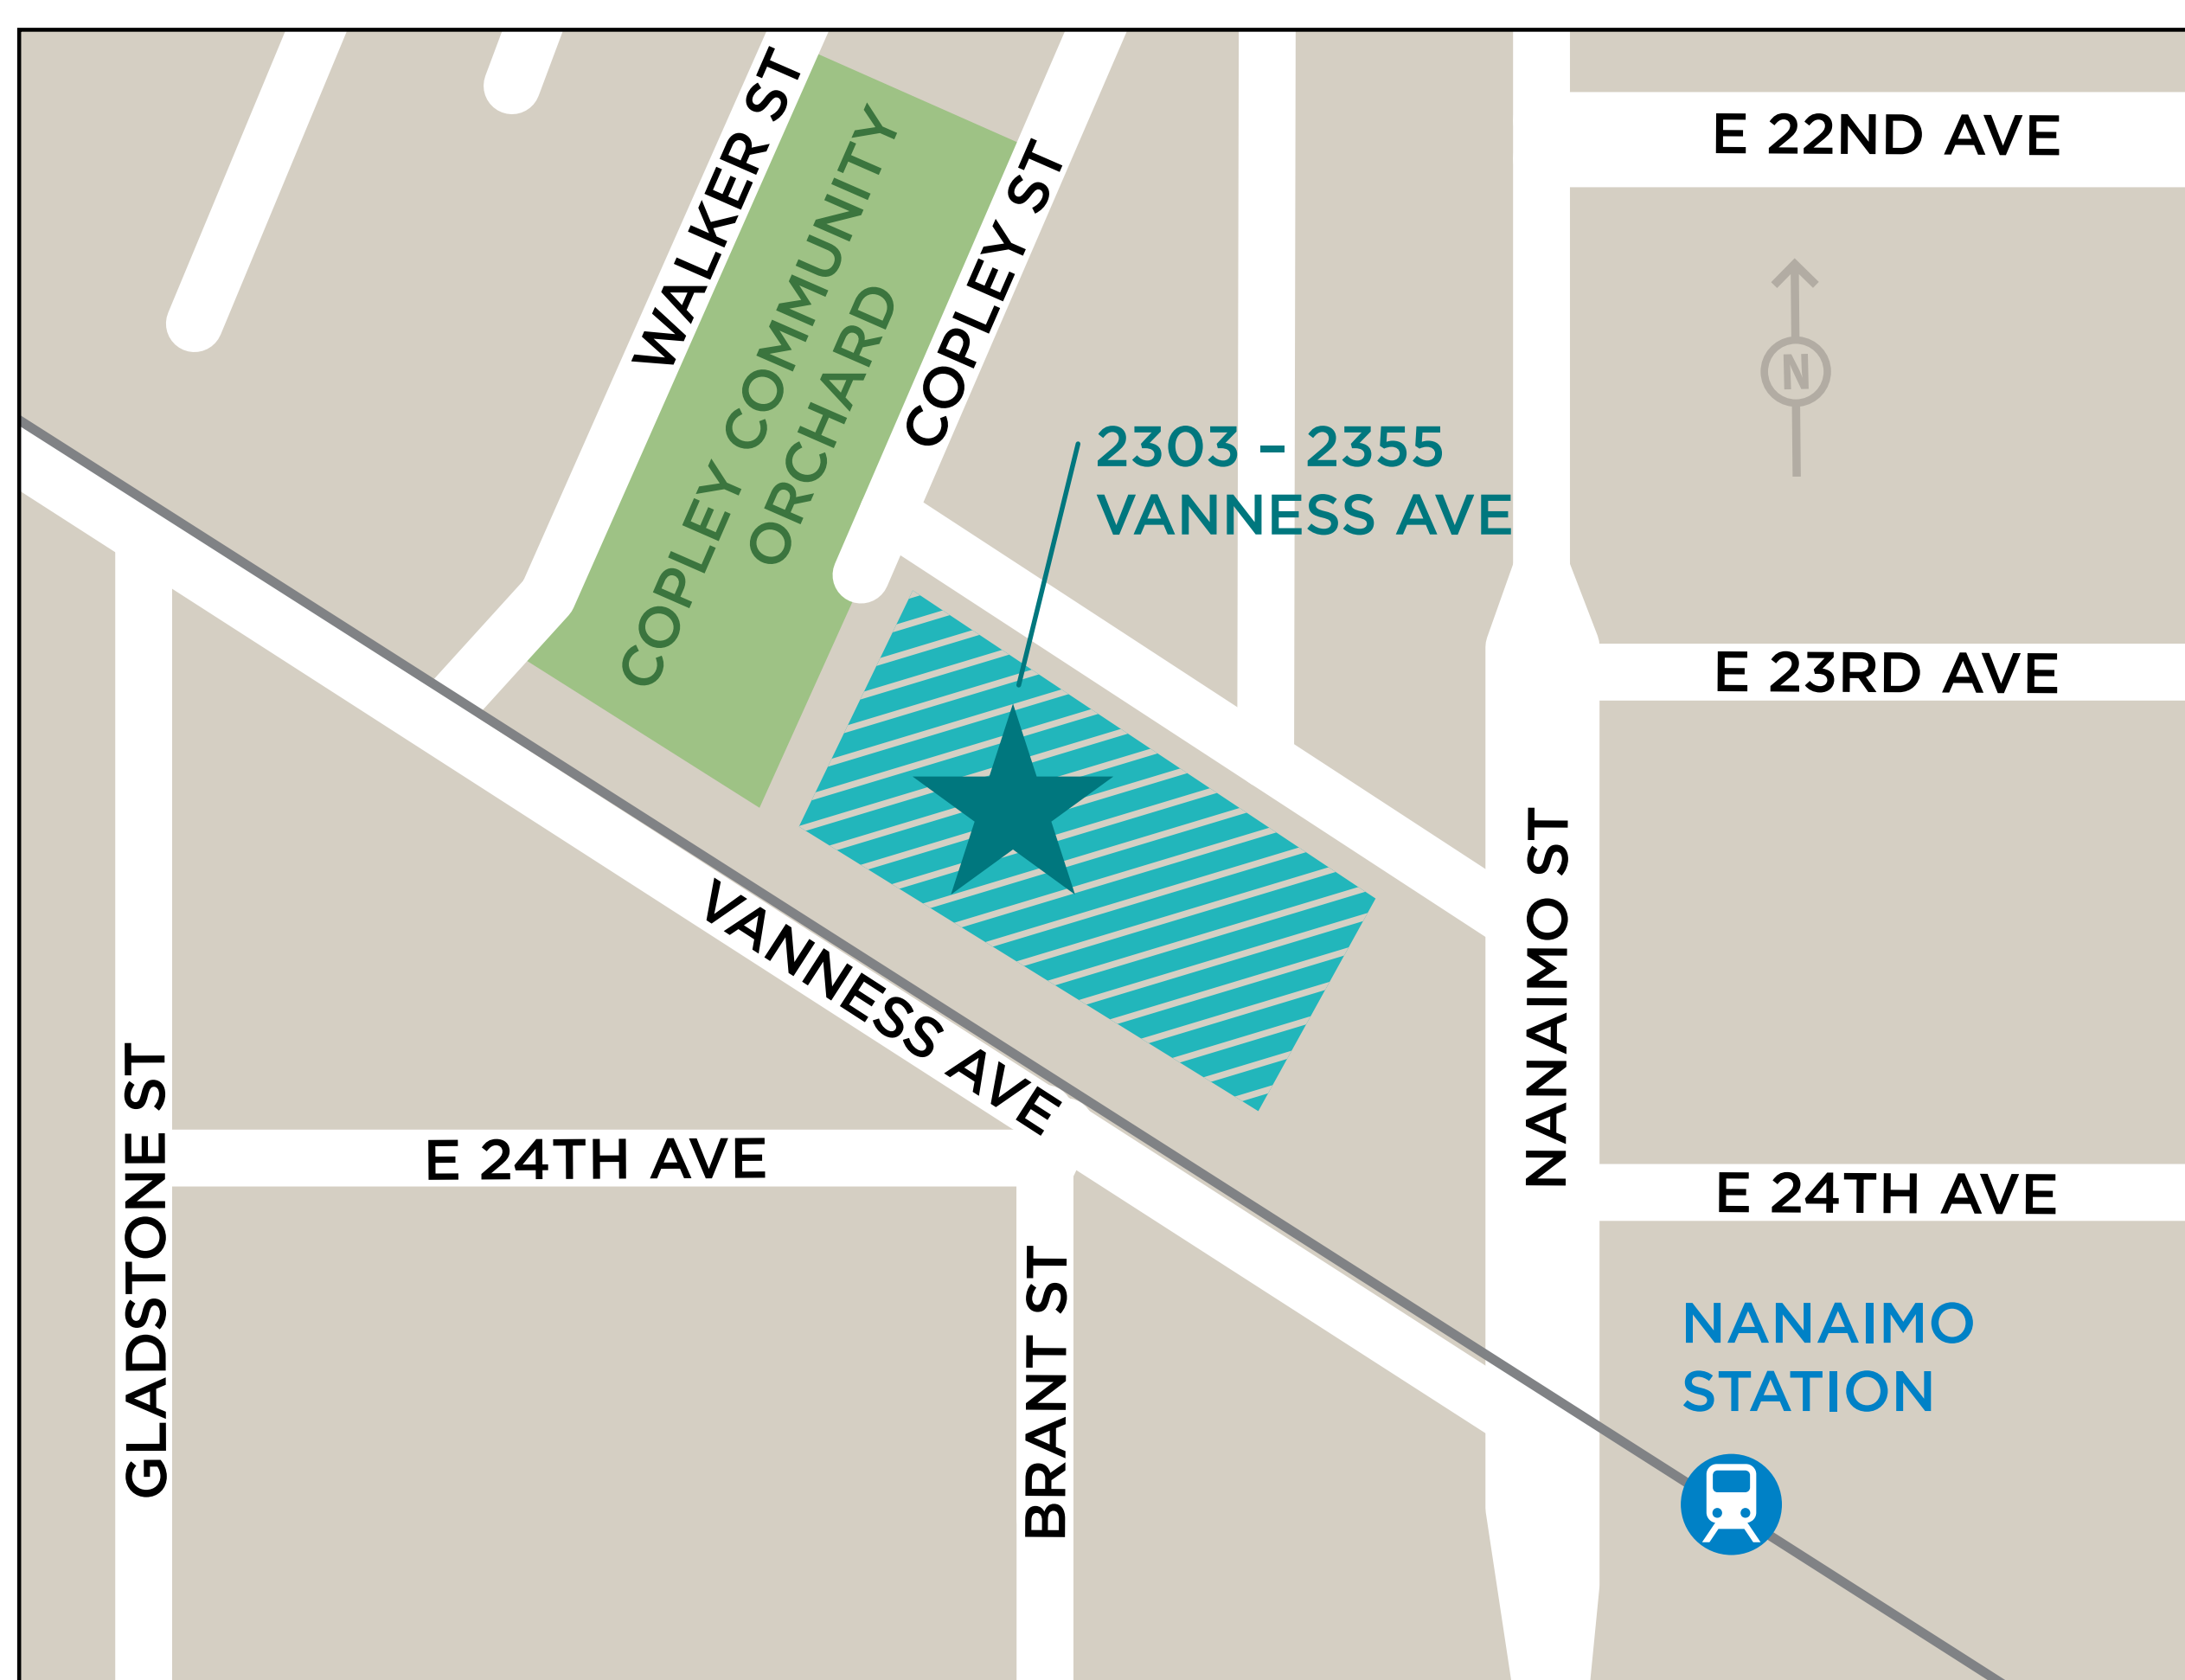 WALKER ST
COPLEY COMMUNITY
ORCHARD
COPLEY ST
E 22ND AVE
N
2303 - 2355
VANNESS AVE
E 23RD AVE
NANAIMO ST
VANNESS AVE
GLADSTONE ST
E 24TH AVE
E 24TH AVE
BRANT ST
NANAIMO
STATION